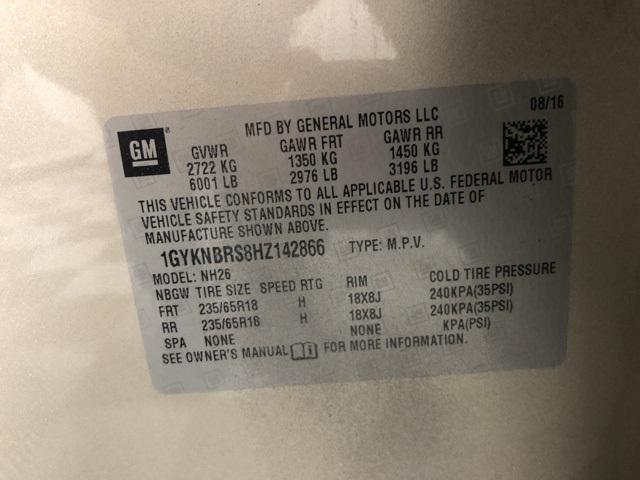 MFD BY GENERAL MOTORS LLC 08/16
GM ®
GVWR GAWR FRT GAWR RR
2722 KG 1350 KG 1450 KG
6001 LB 2976 LB 3196 LB
THIS VEHICLE CONFORMS TO ALL APPLICABLE U.S. FEDERAL MOTOR
VEHICLE SAFETY STANDARDS IN EFFECT ON THE DATE OF
MANUFACTURE SHOWN ABOVE.
1GYKNBRS8HZ142866 TYPE: M.P.V.
MODEL: NH26
NBGW TIRE SIZE SPEED RTG RIM COLD TIRE PRESSURE
FRT 235/65R18 H 18X8J 240KPA(35PSI)
RR 235/65R18 H 18X8J 240KPA(35PSI)
SPA NONE NONE KPA(PSI)
SEE OWNER'S MANUAL FOR MORE INFORMATION.